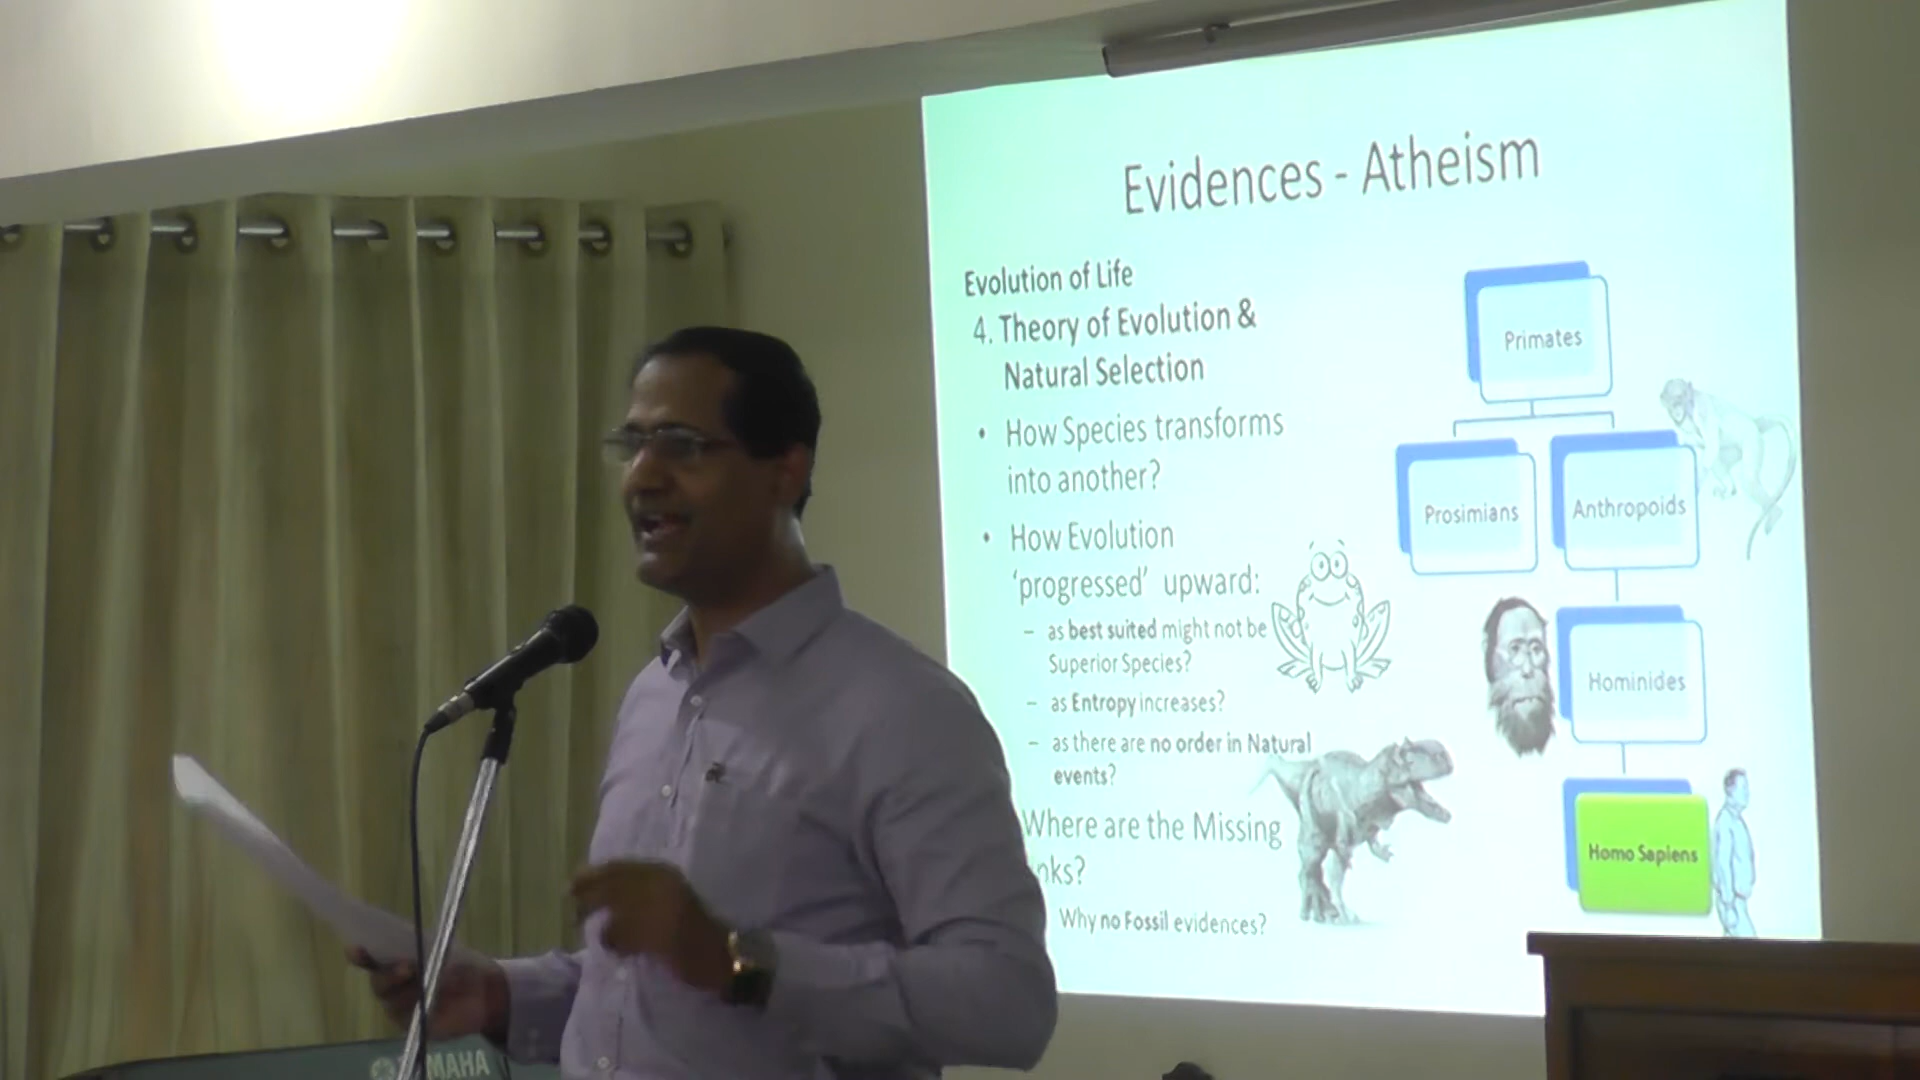 Evidences - Atheism
Evolution of Life
4. Theory of Evolution &
Natural Selection
• How Species transforms
into another?
• How Evolution
‘progressed’ upward:
– as best suited might not be
Superior Species?
– as Entropy increases?
– as there are no order in Natural
events?
Where are the Missing
nks?
Why no Fossil evidences?
Primates
Prosimians
Anthropoids
Hominides
Homo Sapiens
YAMAHA